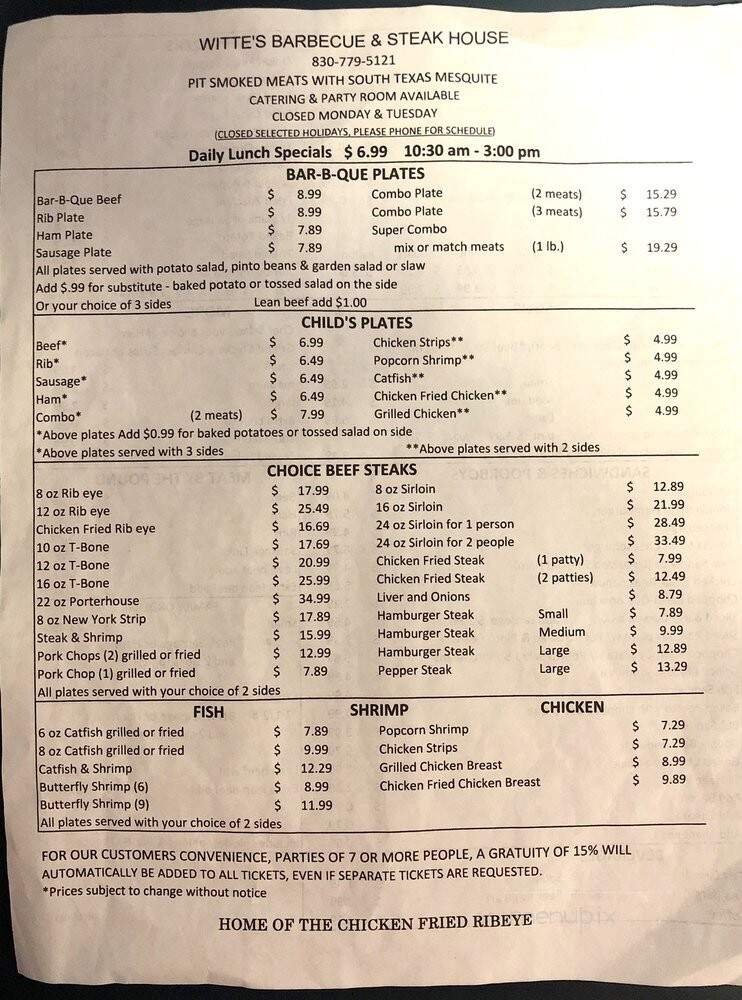 WITTE'S BARBECUE & STEAK HOUSE
830-779-5121
PIT SMOKED MEATS WITH SOUTH TEXAS MESQUITE
CATERING & PARTY ROOM AVAILABLE
CLOSED MONDAY & TUESDAY
(CLOSED SELECTED HOLIDAYS, PLEASE PHONE FOR SCHEDULE)
Daily Lunch Specials $ 6.99 10:30 am - 3:00 pm
BAR-B-QUE PLATES
Bar-B-Que Beef $ 8.99 Combo Plate (2 meats) $ 15.29
Rib Plate $ 8.99 Combo Plate (3 meats) $ 15.79
Ham Plate $ 7.89 Super Combo
Sausage Plate $ 7.89 mix or match meats (1 lb.) $ 19.29
All plates served with potato salad, pinto beans & garden salad or slaw
Add $.99 for substitute - baked potato or tossed salad on the side
Or your choice of 3 sides Lean beef add $1.00
CHILD'S PLATES
Beef* $ 6.99 Chicken Strips** $ 4.99
Rib* $ 6.49 Popcorn Shrimp** $ 4.99
Sausage* $ 6.49 Catfish** $ 4.99
Ham* $ 6.49 Chicken Fried Chicken** $ 4.99
Combo* (2 meats) $ 7.99 Grilled Chicken** $ 4.99
*Above plates Add $0.99 for baked potatoes or tossed salad on side
*Above plates served with 3 sides **Above plates served with 2 sides
CHOICE BEEF STEAKS
8 oz Rib eye $ 17.99 8 oz Sirloin $ 12.89
12 oz Rib eye $ 25.49 16 oz Sirloin $ 21.99
Chicken Fried Rib eye $ 16.69 24 oz Sirloin for 1 person $ 28.49
10 oz T-Bone $ 17.69 24 oz Sirloin for 2 people $ 33.49
12 oz T-Bone $ 20.99 Chicken Fried Steak (1 patty) $ 7.99
16 oz T-Bone $ 25.99 Chicken Fried Steak (2 patties) $ 12.49
22 oz Porterhouse $ 34.99 Liver and Onions $ 8.79
8 oz New York Strip $ 17.89 Hamburger Steak Small $ 7.89
Steak & Shrimp $ 15.99 Hamburger Steak Medium $ 9.99
Pork Chops (2) grilled or fried $ 12.99 Hamburger Steak Large $ 12.89
Pork Chop (1) grilled or fried $ 7.89 Pepper Steak Large $ 13.29
All plates served with your choice of 2 sides
FISH SHRIMP CHICKEN
6 oz Catfish grilled or fried $ 7.89 Popcorn Shrimp $ 7.29
8 oz Catfish grilled or fried $ 9.99 Chicken Strips $ 7.29
Catfish & Shrimp $ 12.29 Grilled Chicken Breast $ 8.99
Butterfly Shrimp (6) $ 8.99 Chicken Fried Chicken Breast $ 9.89
Butterfly Shrimp (9) $ 11.99
All plates served with your choice of 2 sides
FOR OUR CUSTOMERS CONVENIENCE, PARTIES OF 7 OR MORE PEOPLE, A GRATUITY OF 15% WILL
AUTOMATICALLY BE ADDED TO ALL TICKETS, EVEN IF SEPARATE TICKETS ARE REQUESTED.
*Prices subject to change without notice
HOME OF THE CHICKEN FRIED RIBEYE